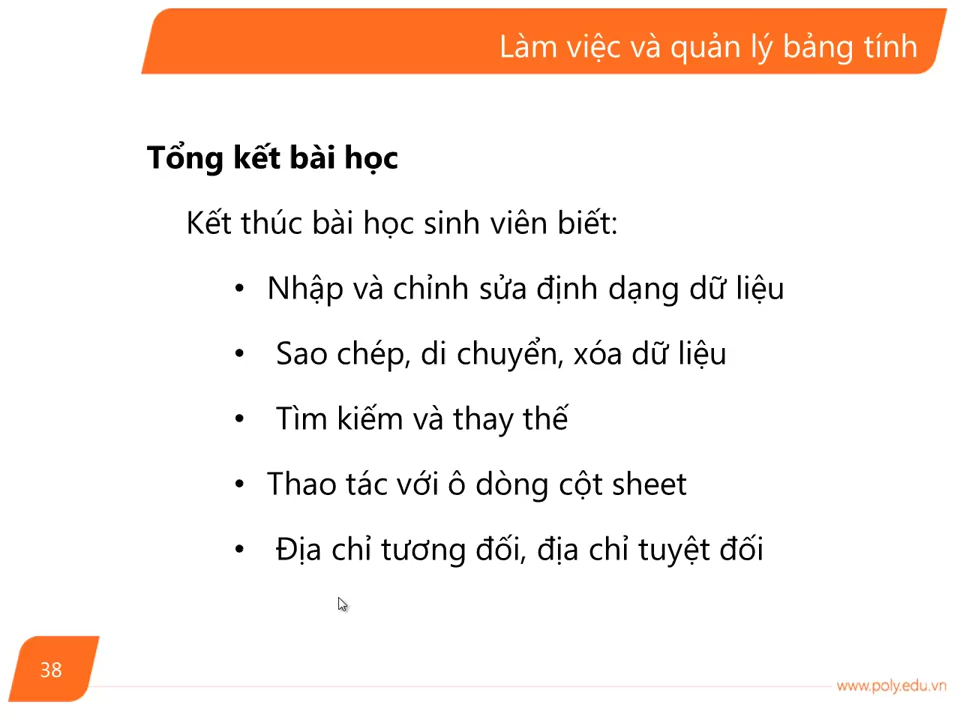 Làm việc và quản lý bảng tính
Tổng kết bài học
Kết thúc bài học sinh viên biết:
• Nhập và chỉnh sửa định dạng dữ liệu
• Sao chép, di chuyển, xóa dữ liệu
• Tìm kiếm và thay thế
• Thao tác với ô dòng cột sheet
• Địa chỉ tương đối, địa chỉ tuyệt đối
38
www.poly.edu.vn